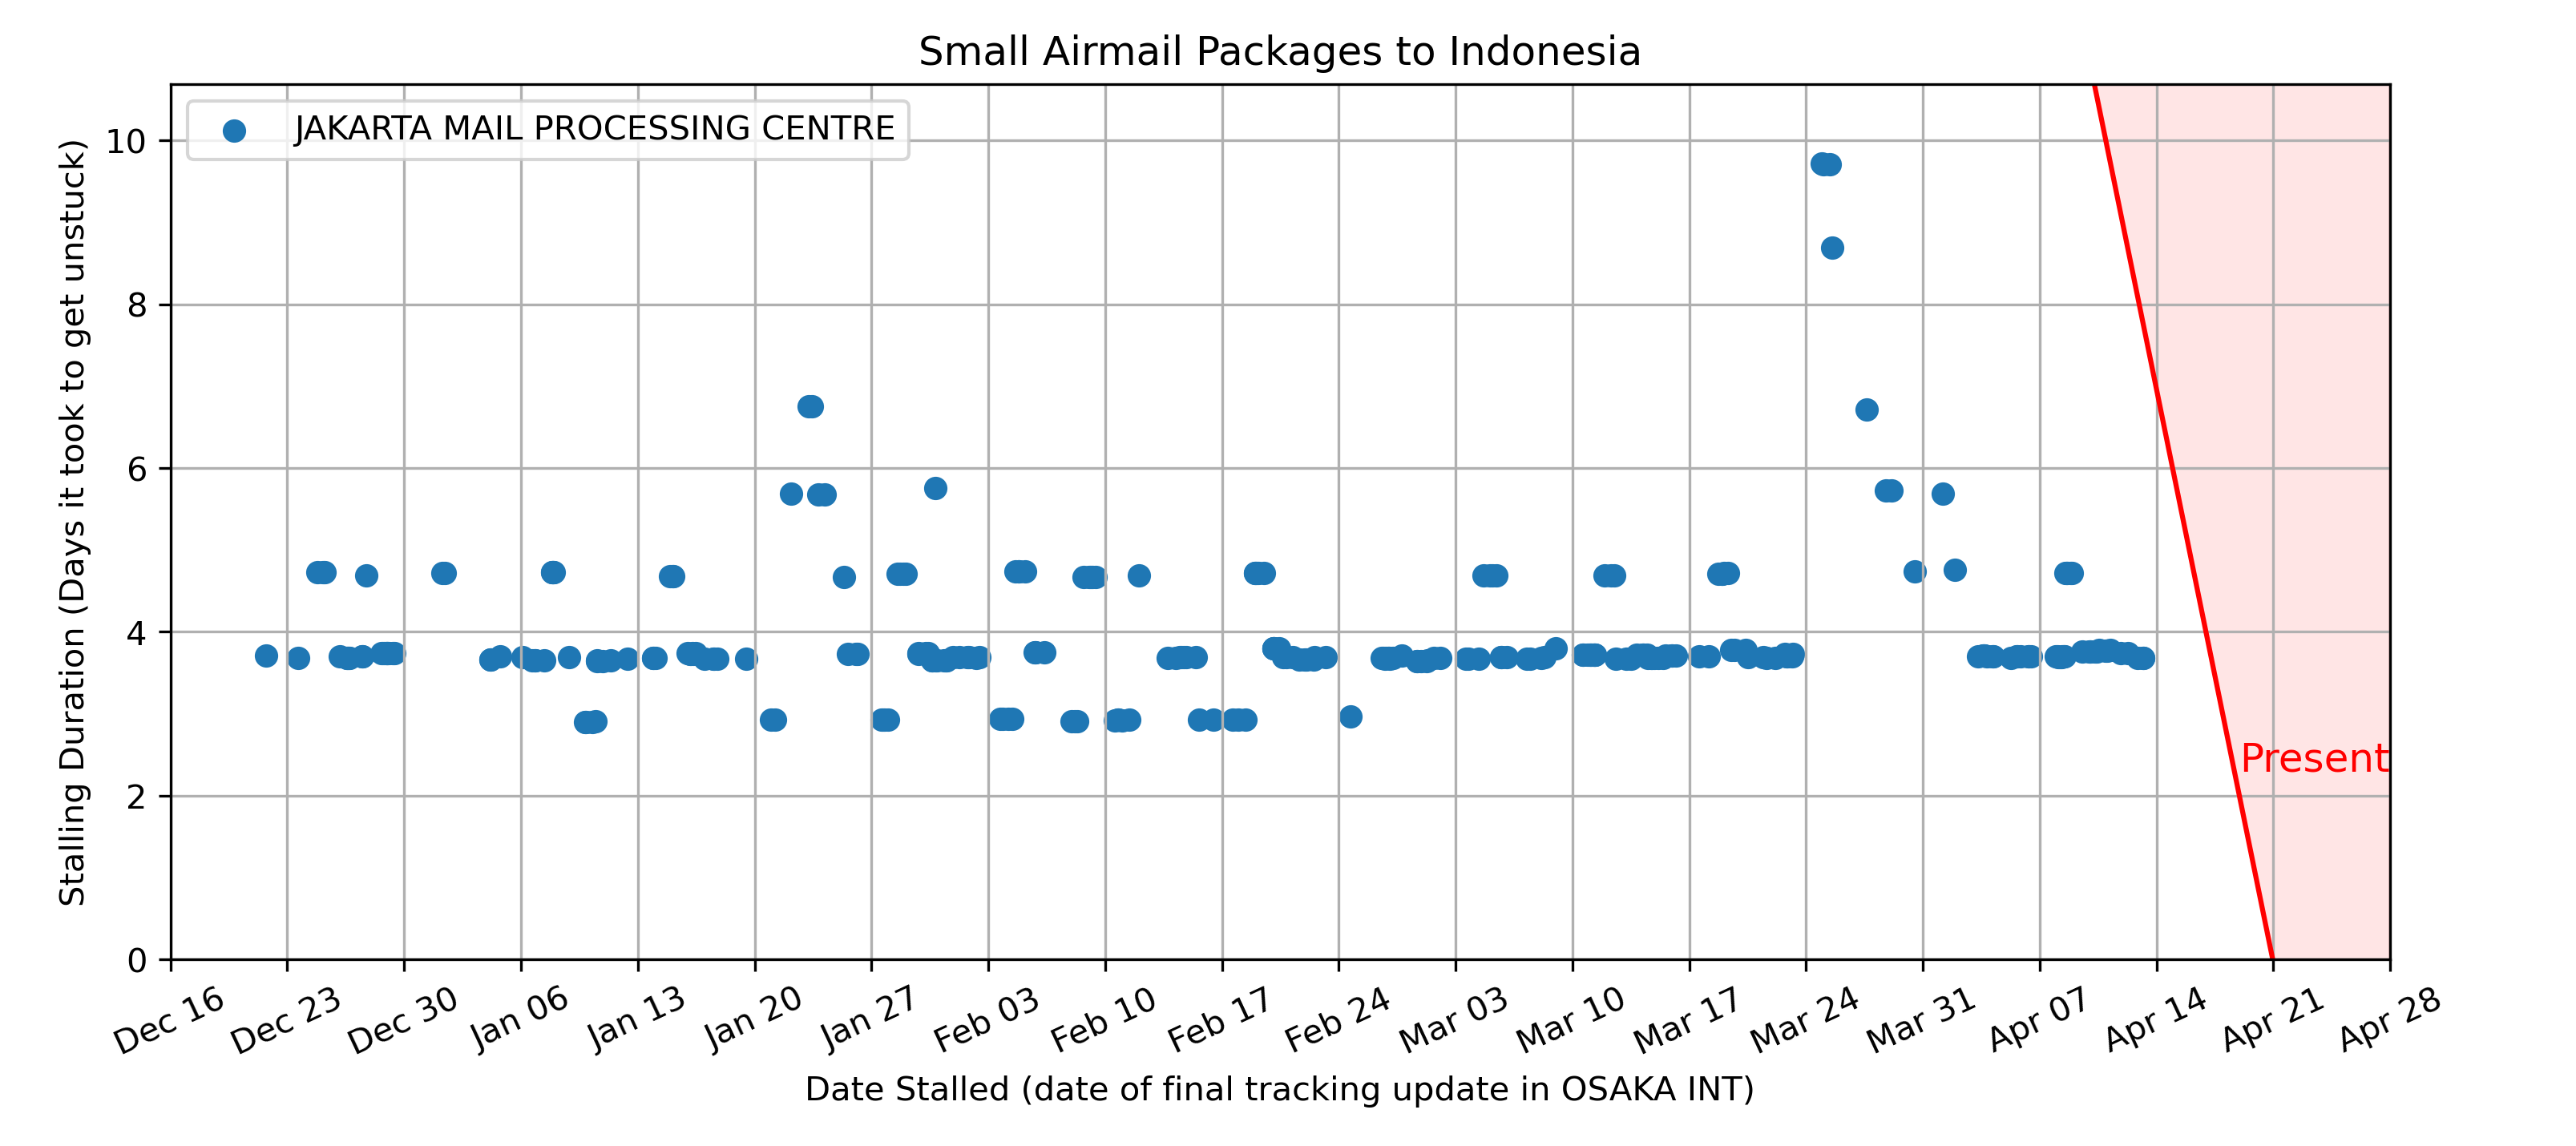 Small Airmail Packages to Indonesia
JAKARTA MAIL PROCESSING CENTRE
Stalling Duration (Days it took to get unstuck)
10
8
6
4
2
0
Present
Dec 16
Dec 23
Dec 30
Jan 06
Jan 13
Jan 20
Jan 27
Feb 03
Feb 10
Feb 17
Feb 24
Mar 03
Mar 10
Mar 17
Mar 24
Mar 31
Apr 07
Apr 14
Apr 21
Apr 28
Date Stalled (date of final tracking update in OSAKA INT)